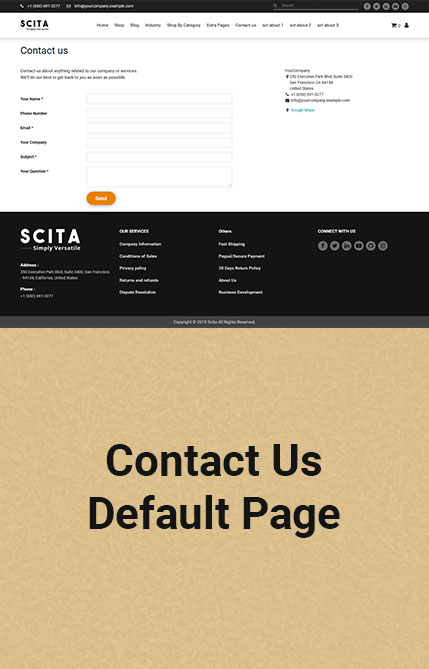 +1 (650) 691-3277 info@yourcompany.example.com Search...
SCITA
Simply Versatile
Home Shop Blog Industry Shop By Category Extra Pages Contact us act about 1 act about 2 act about 3 0
Contact us
Contact us about anything related to our company or services.
We'll do our best to get back to you as soon as possible.
Your Name *
Phone Number
Email *
Your Company
Subject *
Your Question *
Send
YourCompany
250 Executive Park Blvd, Suite 3400
San Francisco CA 94134
United States
+1 (650) 691-3277
info@yourcompany.example.com
Google Maps
SCITA
Simply Versatile
Address :
250 Executive Park Blvd, Suite 3400, San Francisco
- 94134, California, United States
Phone :
+1 (650) 691-3277
OUR SERVICES
Company Information
Conditions of Sales
Privacy policy
Returns and refunds
Dispute Resolution
Others
Fast Shipping
Paypal/Secure Payment
30 Days Return Policy
About Us
Business Development
CONNECT WITH US
Copyright © 2019 Scita All Rights Reserved.
Contact Us
Default Page